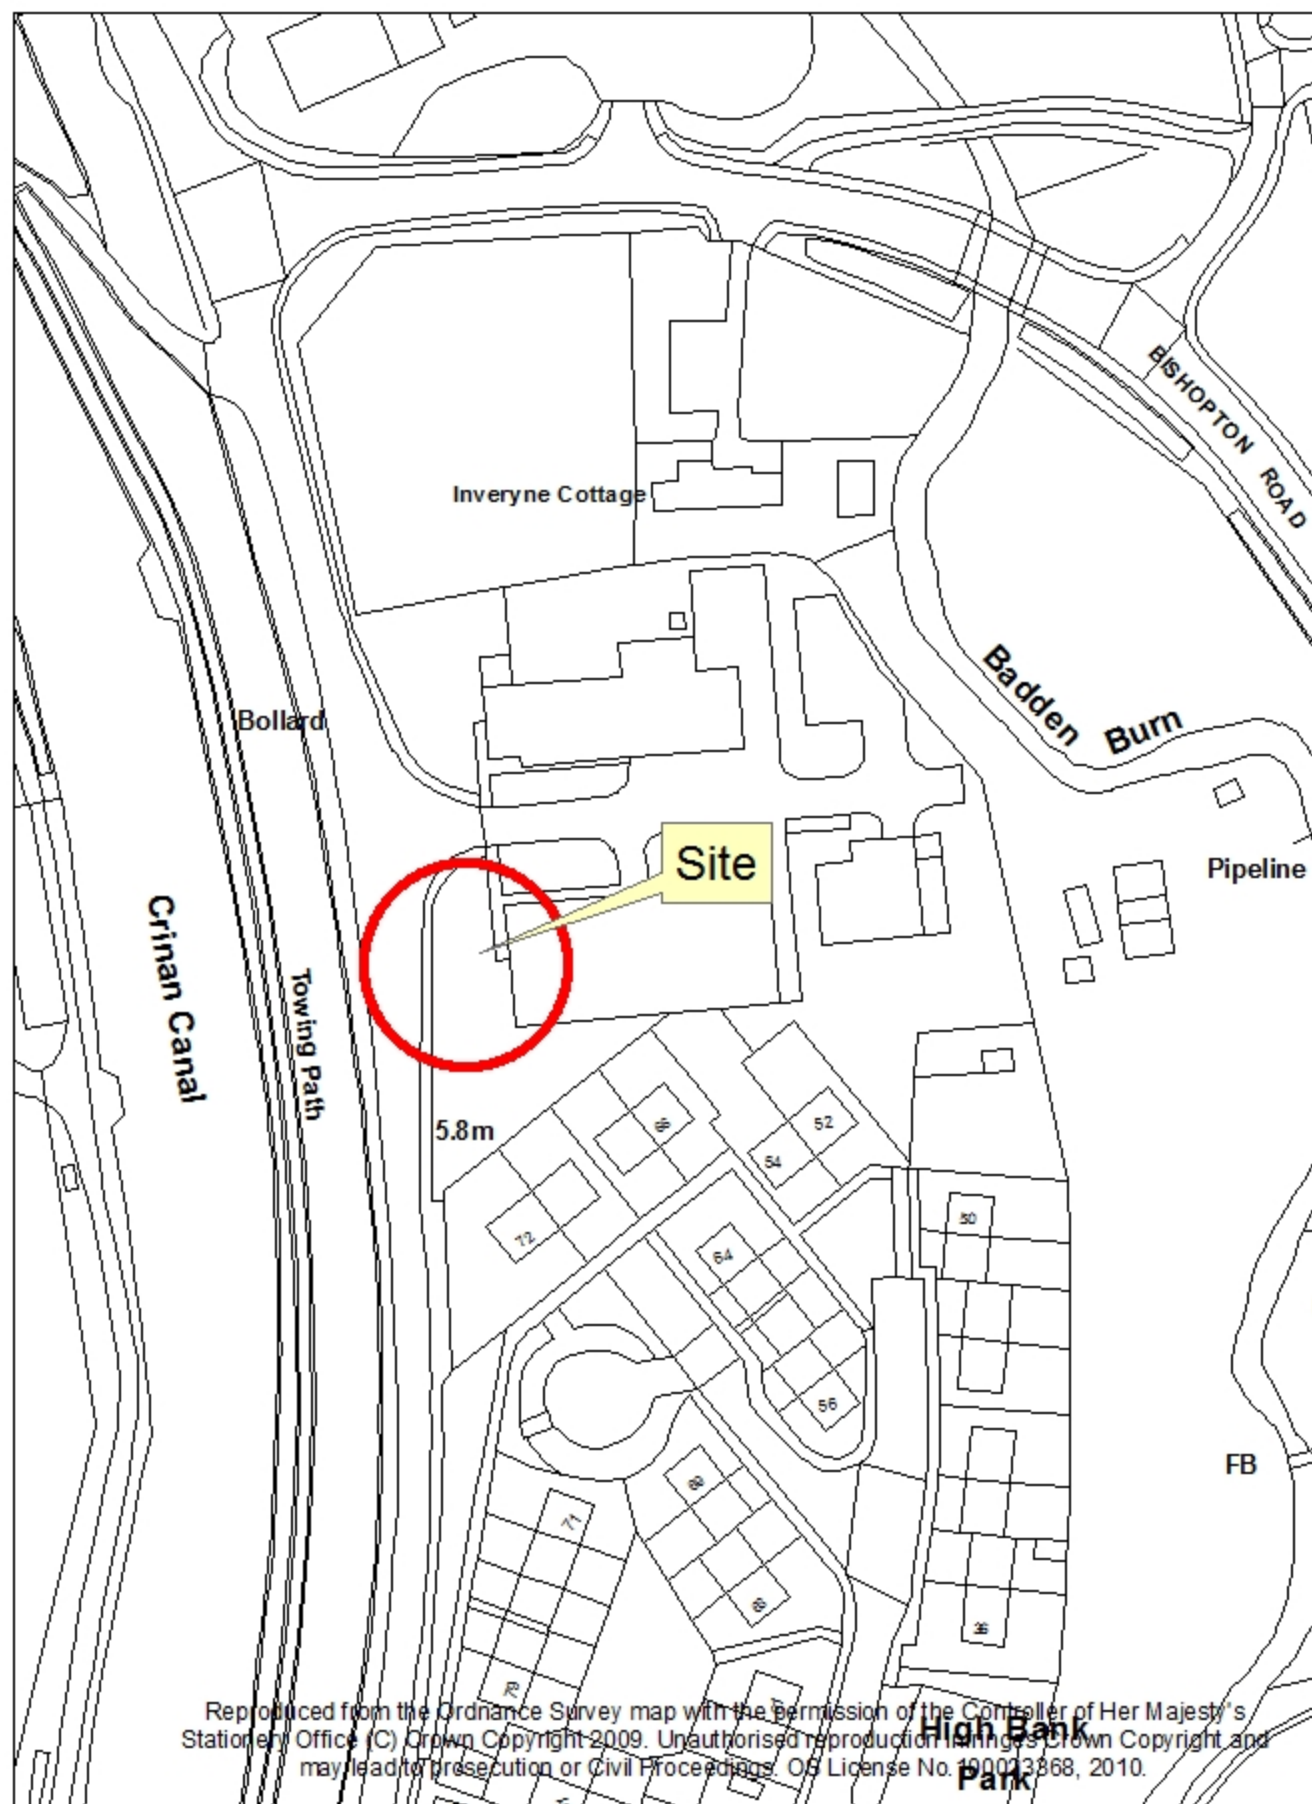 BISHOPTON ROAD
Inveryne Cottage
Badden Burn
Bollard
Site
Pipeline
Crinan Canal
Towing Path
5.8m
52
54
50
72
64
56
FB
71
36
Reproduced from the Ordnance Survey map with the permission of the Controller of Her Majesty's
Stationery Office (C) Crown Copyright 2009. Unauthorised reproduction infringes Crown Copyright and
may lead to prosecution or Civil Proceedings. OS License No. 100023368, 2010.
High Bank
Park